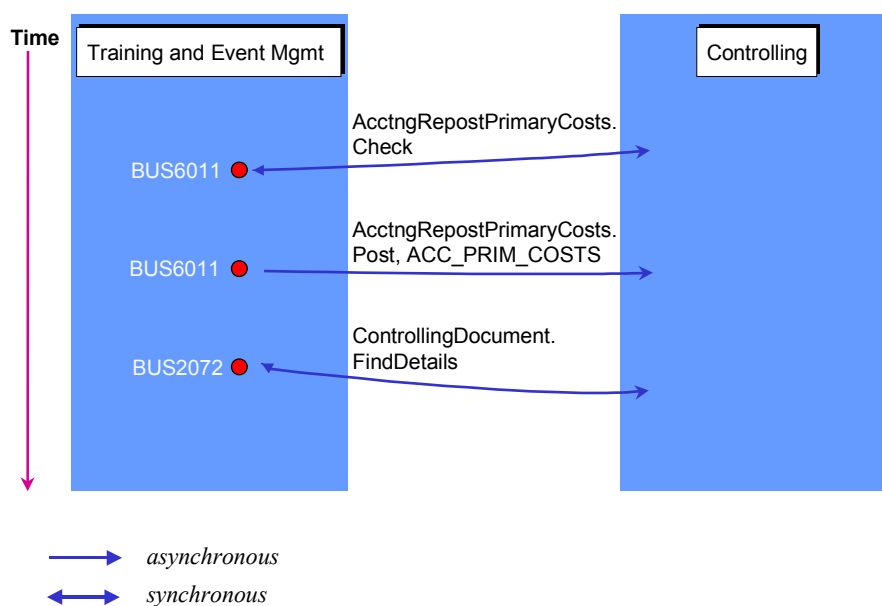 Time
Training and Event Mgmt
Controlling
AcctngRepostPrimaryCosts.
Check
BUS6011
AcctngRepostPrimaryCosts.
Post, ACC_PRIM_COSTS
BUS6011
ControllingDocument.
FindDetails
BUS2072
asynchronous
synchronous